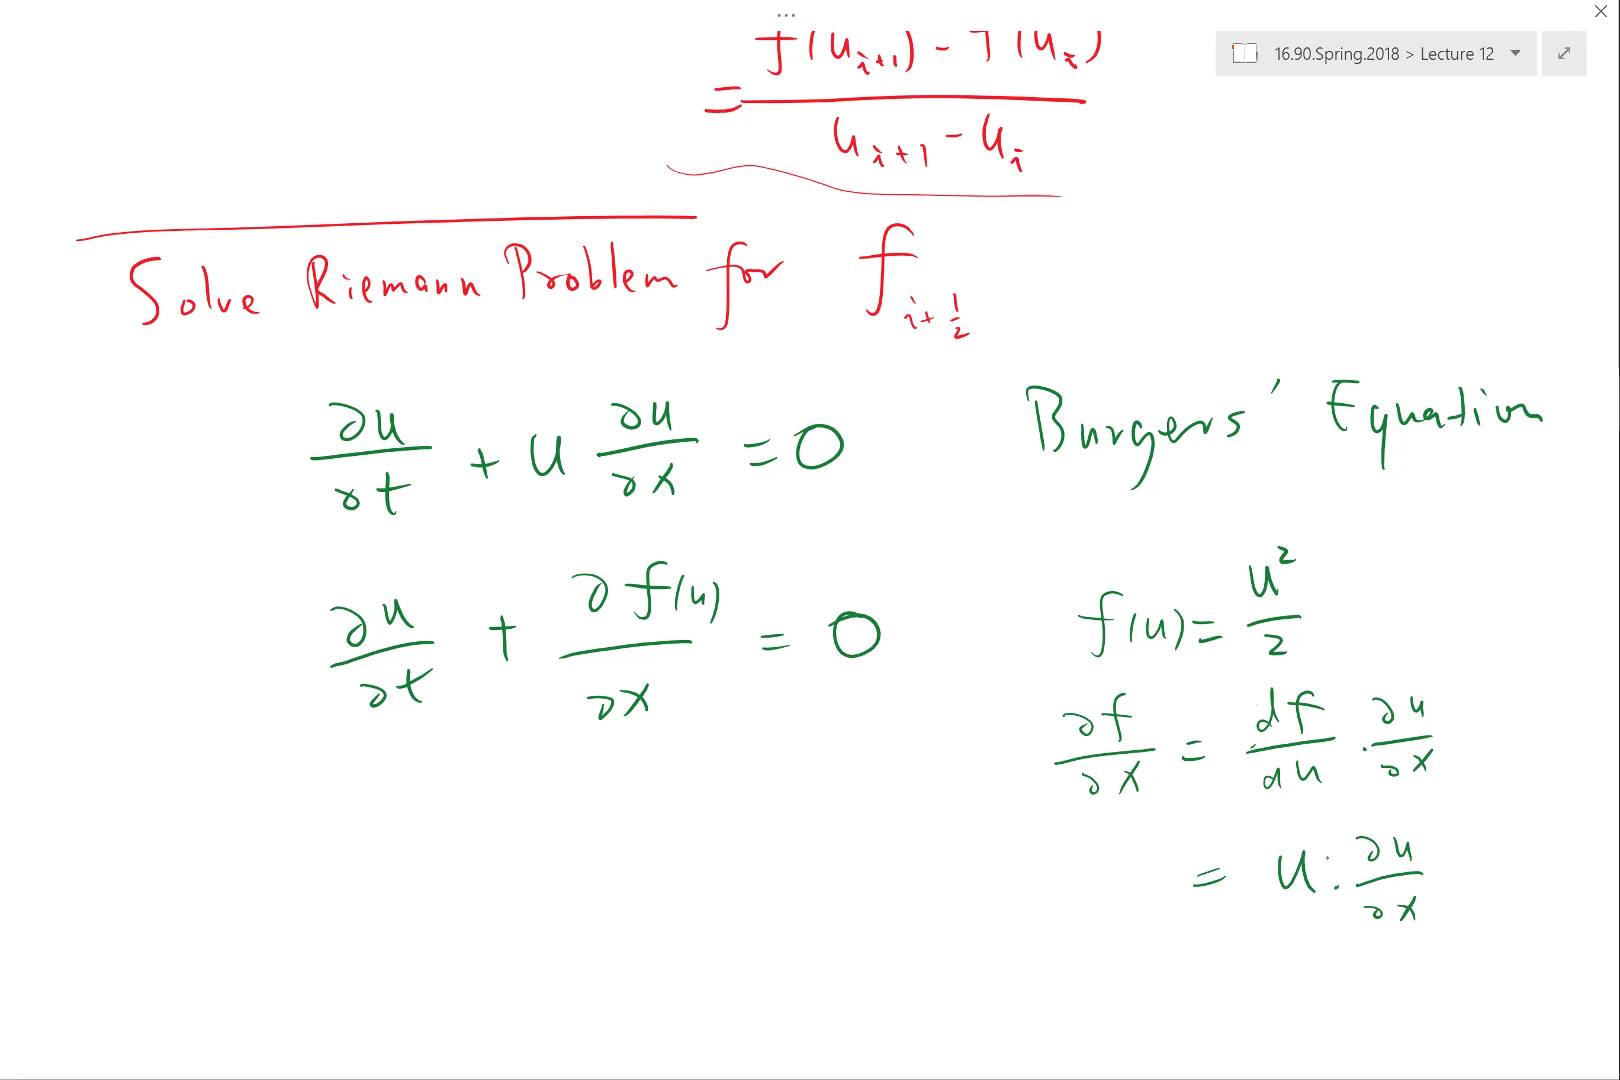 16.90.Spring.2018 > Lecture 12
= (f(u_{i+1}) - f(u_i)) / (u_{i+1} - u_i)
Solve Riemann Problem for f_{i+1/2}
∂u/∂t + u ∂u/∂x = 0
Burgers' Equation
∂u/∂t + ∂f(u)/∂x = 0
f(u) = u²/2
∂f/∂x = df/du · ∂u/∂x
= u · ∂u/∂x